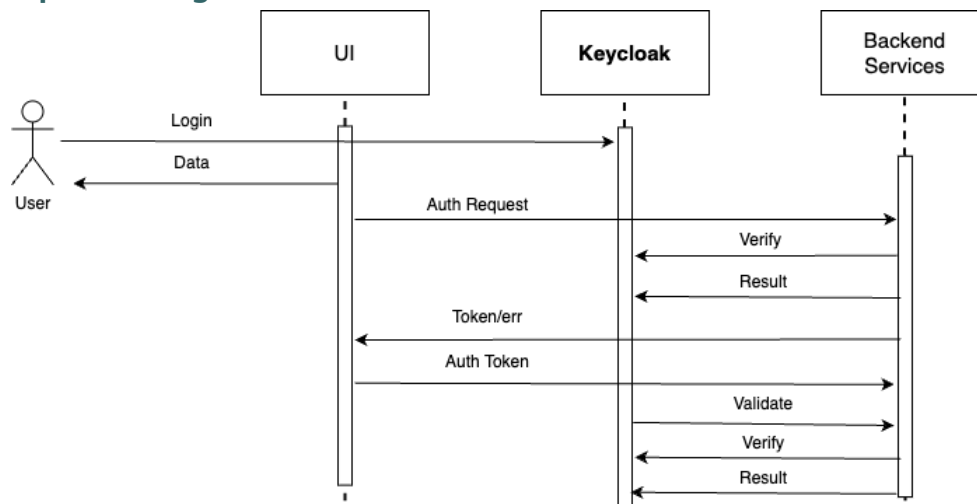 UI
Keycloak
Backend
Services
Login
Data
User
Auth Request
Verify
Result
Token/err
Auth Token
Validate
Verify
Result